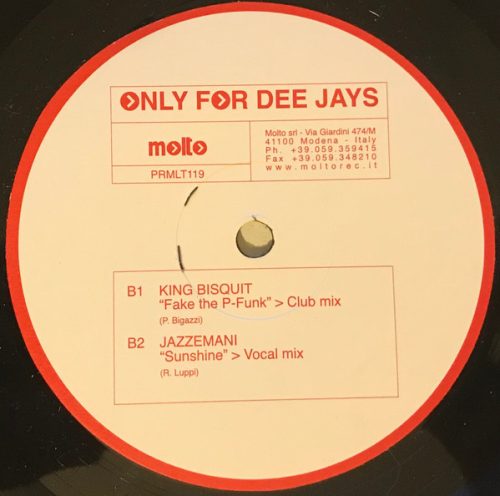 ONLY FOR DEE JAYS
molto
PRMLT119
Molto srl - Via Giardini 474/M
41100 Modena - Italy
Ph. +39.059.359415
Fax +39.059.348210
www.moltorec.it
B1 KING BISQUIT
"Fake the P-Funk" > Club mix
(P. Bigazzi)
B2 JAZZEMANI
"Sunshine" > Vocal mix
(R. Luppi)